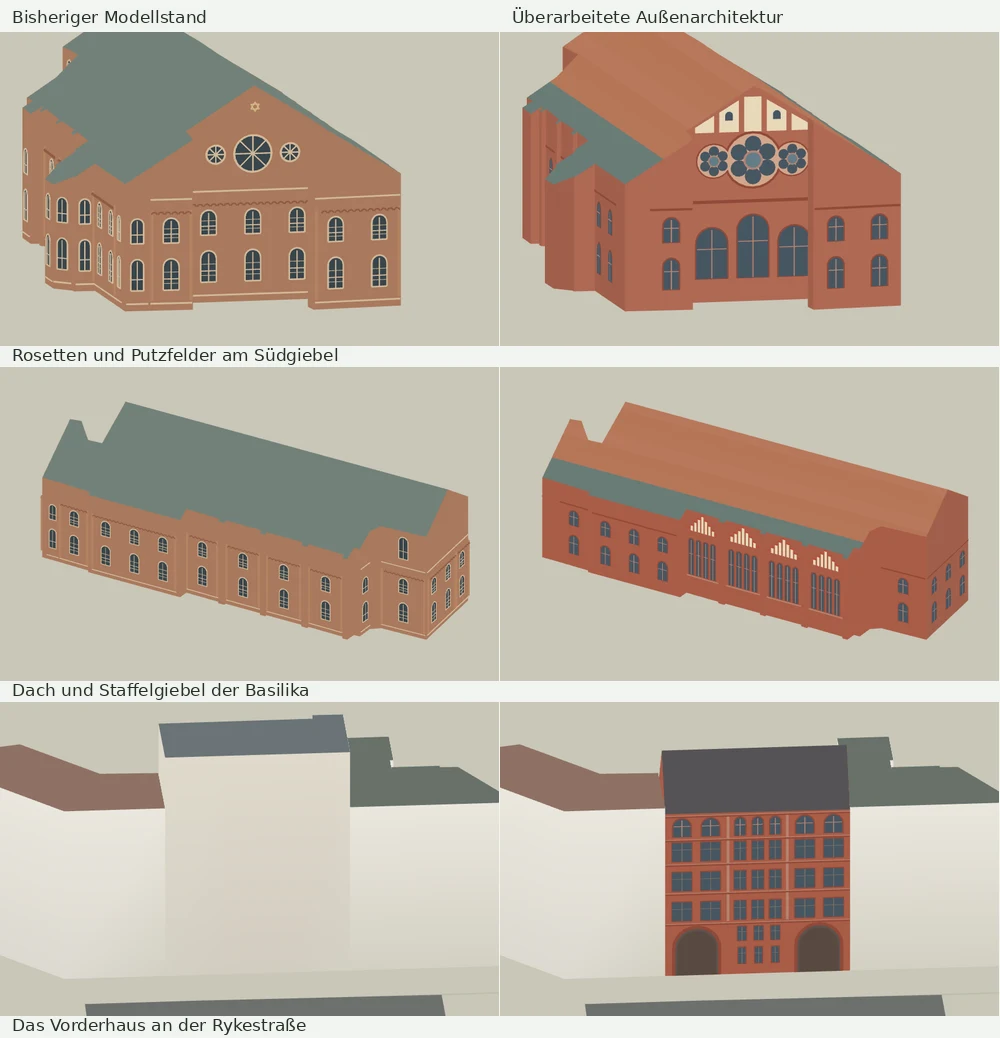 Bisheriger Modellstand
Überarbeitete Außenarchitektur
Rosetten und Putzfelder am Südgiebel
Dach und Staffelgiebel der Basilika
Das Vorderhaus an der Rykestraße